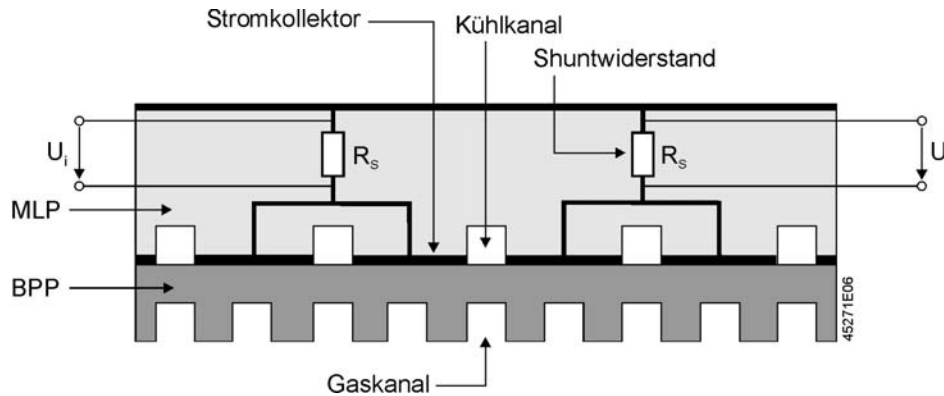 Stromkollektor
Kühlkanal
Shuntwiderstand
U i
R S
R S
U
MLP
BPP
45271E06
Gaskanal